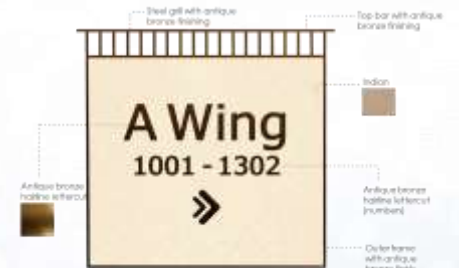 Steel grill with antique
bronze finishing
Top bar with antique
bronze finishing
Indian
A Wing
1001 - 1302
Antique bronze
hairline lettercut
Antique bronze
hairline lettercut
(numbers)
Outer frame
with antique